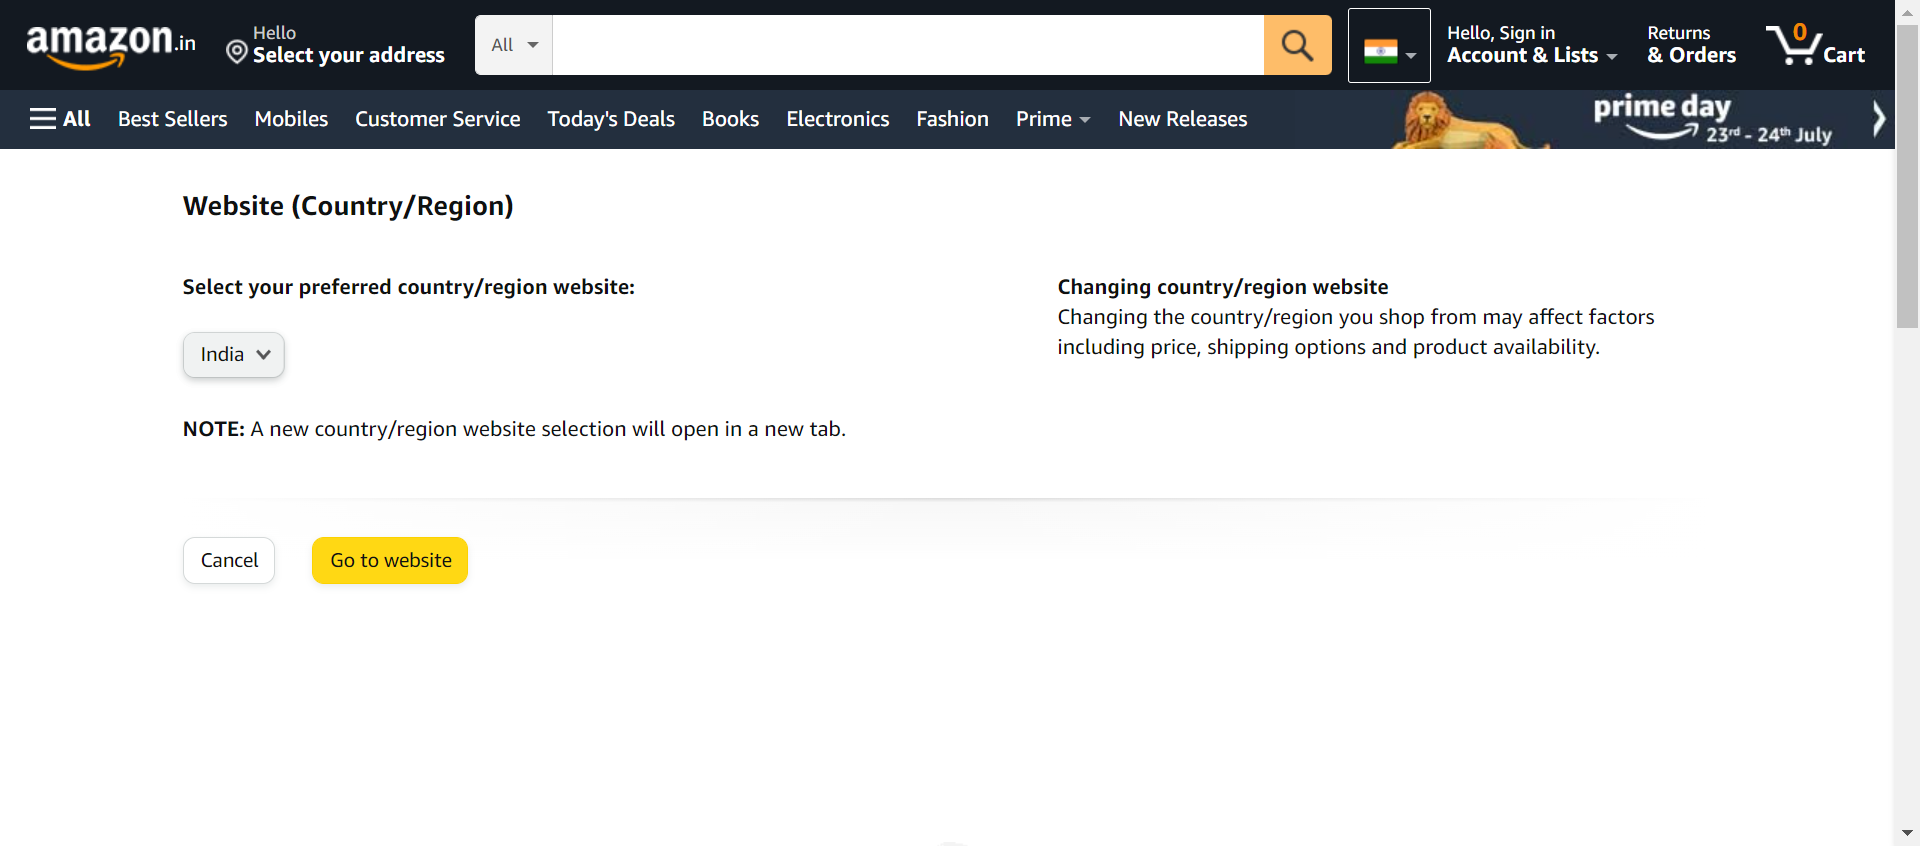 amazon.in
Hello
Select your address
All
Hello, Sign in
Account & Lists
Returns
& Orders
0
Cart
All
Best Sellers
Mobiles
Customer Service
Today's Deals
Books
Electronics
Fashion
Prime
New Releases
prime day
23rd - 24th July
Website (Country/Region)
Select your preferred country/region website:
India
NOTE: A new country/region website selection will open in a new tab.
Changing country/region website
Changing the country/region you shop from may affect factors
including price, shipping options and product availability.
Cancel
Go to website